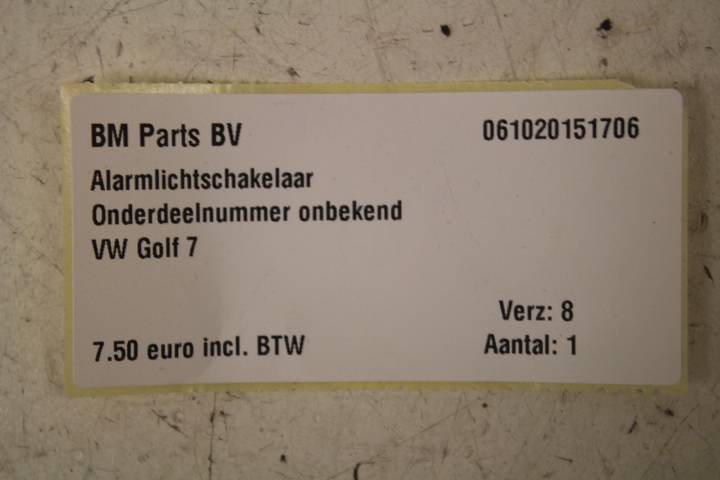 BM Parts BV
061020151706
Alarmlichtschakelaar
Onderdeelnummer onbekend
VW Golf 7
Verz: 8
7.50 euro incl. BTW
Aantal: 1